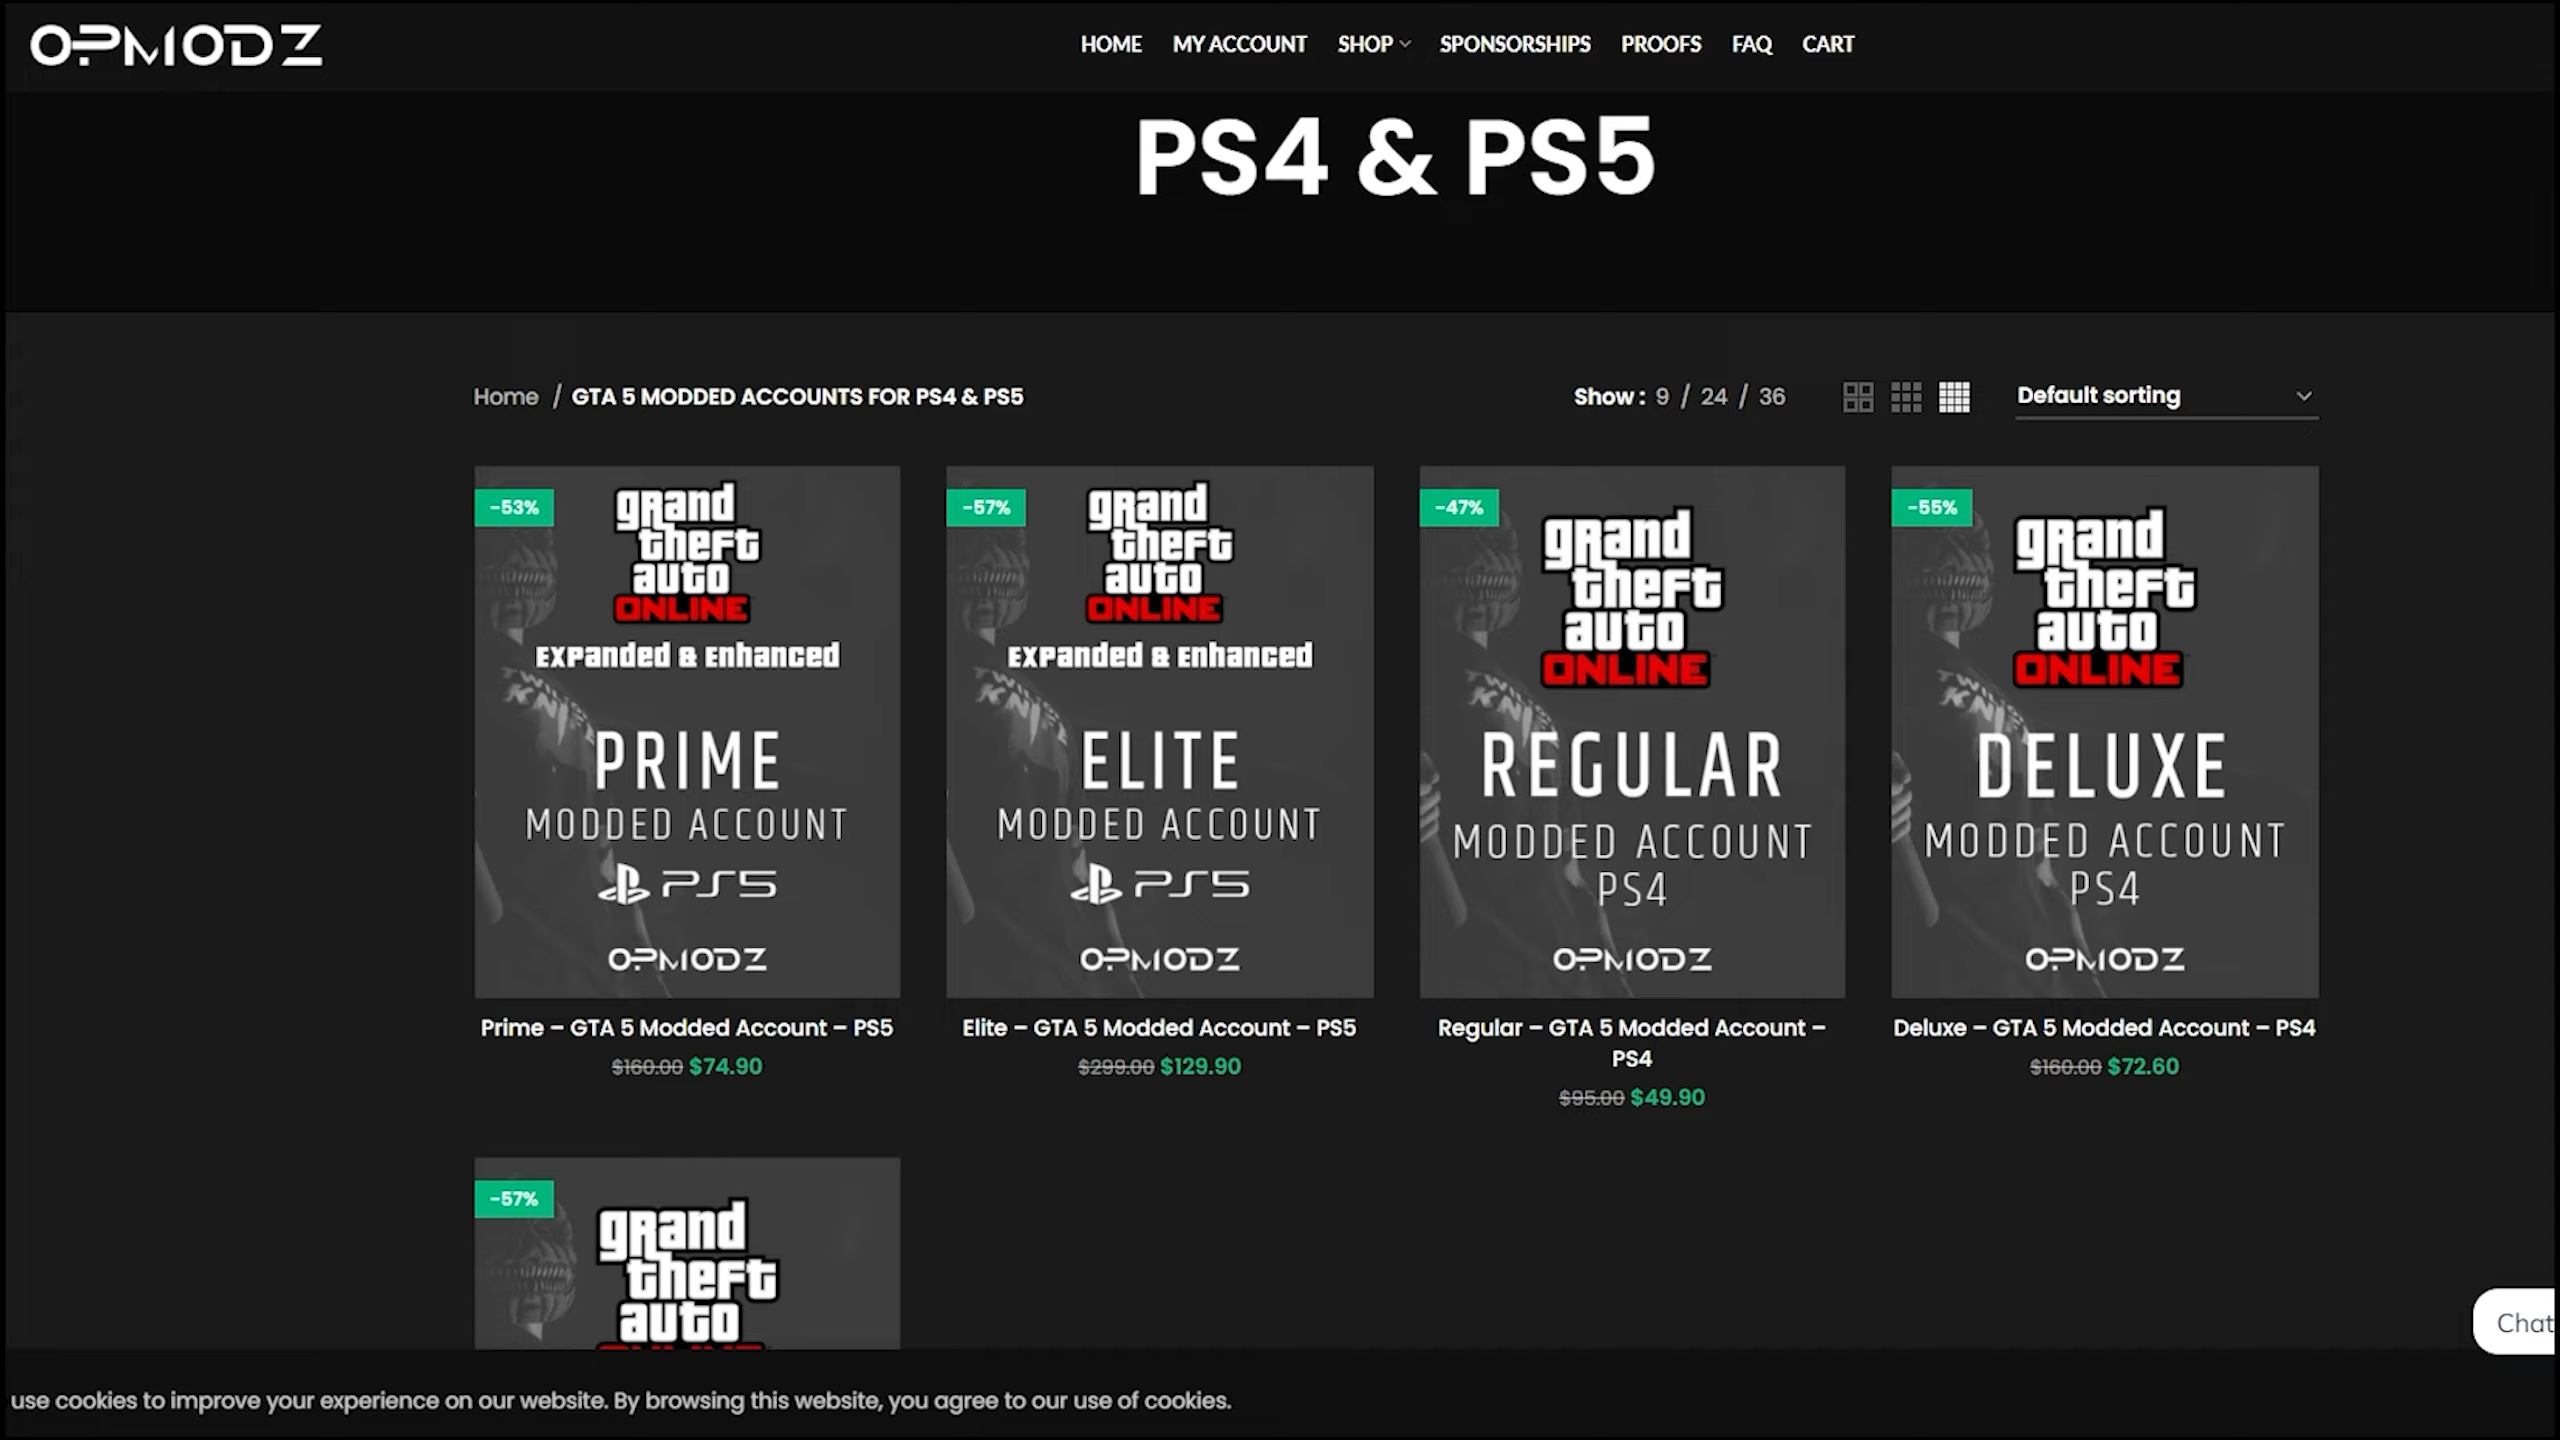 OPMODZ
HOME MY ACCOUNT SHOP SPONSORSHIPS PROOFS FAQ CART
PS4 & PS5
Home / GTA 5 MODDED ACCOUNTS FOR PS4 & PS5
Show : 9 / 24 / 36
Default sorting
-53%
grand
theft
auto
ONLINE
Expanded & Enhanced
TWILIGHT
KNIFE
PRIME
MODDED ACCOUNT
PS5
OPMODZ
Prime – GTA 5 Modded Account – PS5
$160.00 $74.90
-57%
grand
theft
auto
ONLINE
Expanded & Enhanced
KNIFE
ELITE
MODDED ACCOUNT
PS5
OPMODZ
Elite – GTA 5 Modded Account – PS5
$299.00 $129.90
-47%
grand
theft
auto
ONLINE
REGULAR
MODDED ACCOUNT
PS4
OPMODZ
Regular – GTA 5 Modded Account –
PS4
$95.00 $49.90
-55%
grand
theft
auto
ONLINE
DELUXE
MODDED ACCOUNT
PS4
OPMODZ
Deluxe – GTA 5 Modded Account – PS4
$160.00 $72.60
-57%
grand
theft
auto
Chat
use cookies to improve your experience on our website. By browsing this website, you agree to our use of cookies.